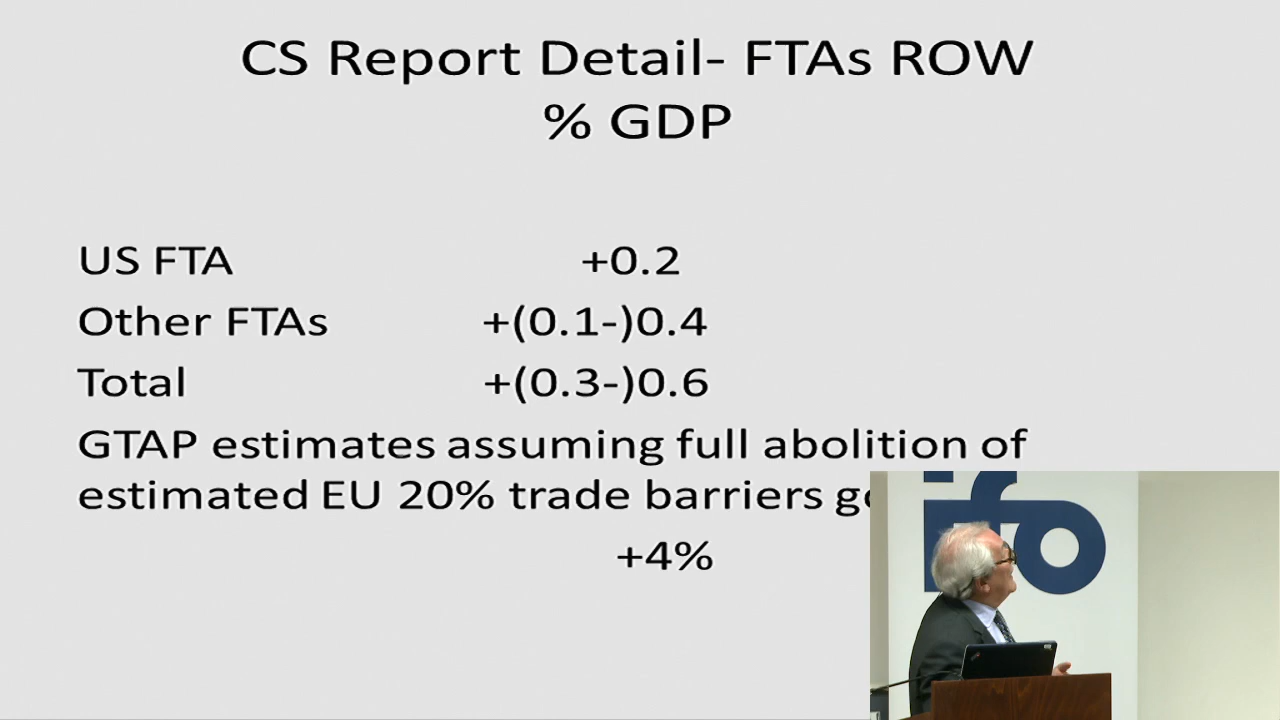 CS Report Detail- FTAs ROW
% GDP
US FTA +0.2
Other FTAs +(0.1-)0.4
Total +(0.3-)0.6
GTAP estimates assuming full abolition of
estimated EU 20% trade barriers
+4%
ifo